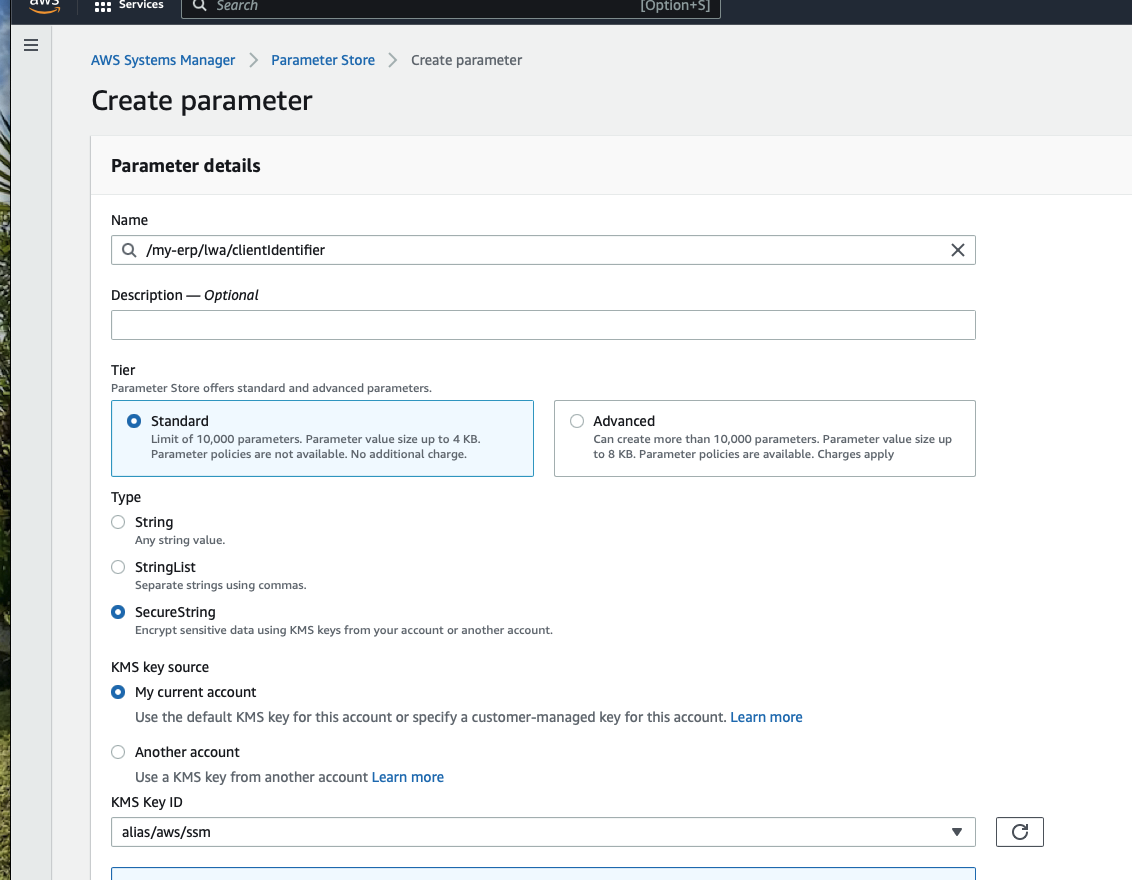 aws
Services
Search
[Option+S]
AWS Systems Manager
Parameter Store
Create parameter
Create parameter
Parameter details
Name
/my-erp/lwa/clientIdentifier
Description — Optional
Tier
Parameter Store offers standard and advanced parameters.
Standard
Limit of 10,000 parameters. Parameter value size up to 4 KB.
Parameter policies are not available. No additional charge.
Advanced
Can create more than 10,000 parameters. Parameter value size up
to 8 KB. Parameter policies are available. Charges apply
Type
String
Any string value.
StringList
Separate strings using commas.
SecureString
Encrypt sensitive data using KMS keys from your account or another account.
KMS key source
My current account
Use the default KMS key for this account or specify a customer-managed key for this account. Learn more
Another account
Use a KMS key from another account Learn more
KMS Key ID
alias/aws/ssm